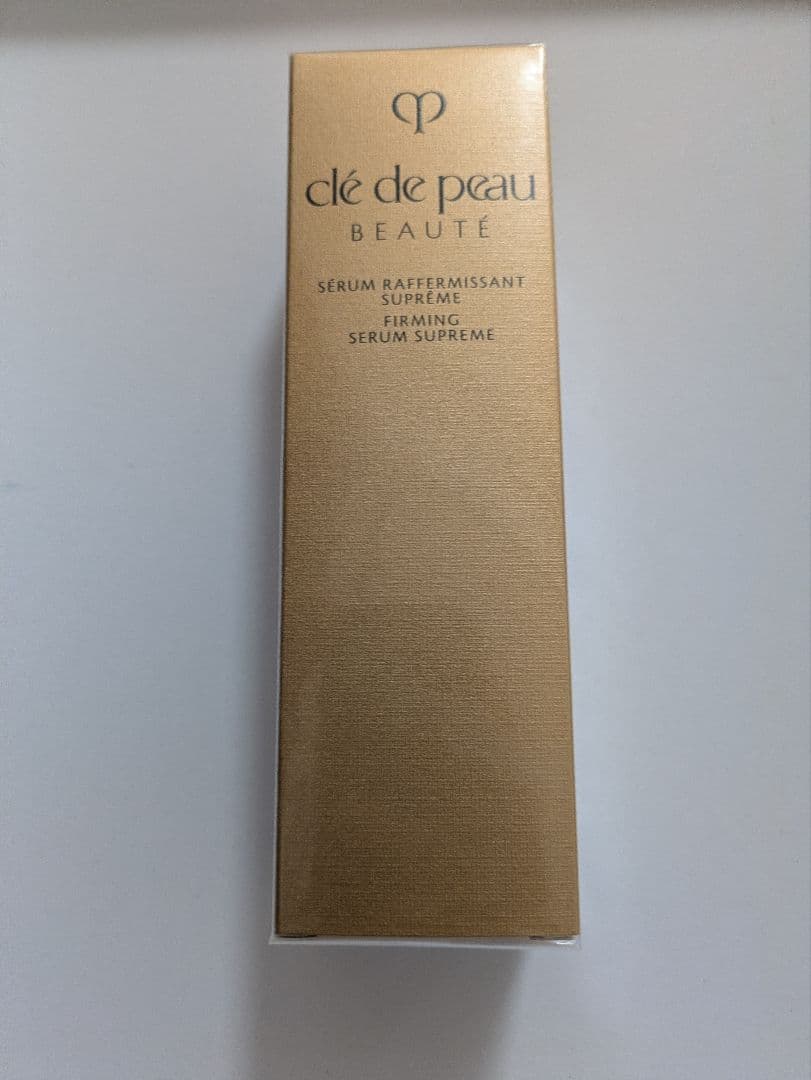 clé de peau
BEAUTÉ
SÉRUM RAFFERMISSANT
SUPRÊME
FIRMING
SERUM SUPREME